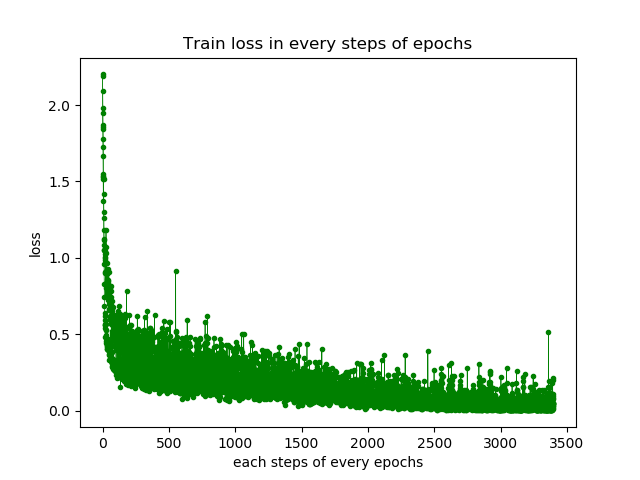 Train loss in every steps of epochs
2.0
1.5
1.0
0.5
0.0
loss
0 500 1000 1500 2000 2500 3000 3500
each steps of every epochs